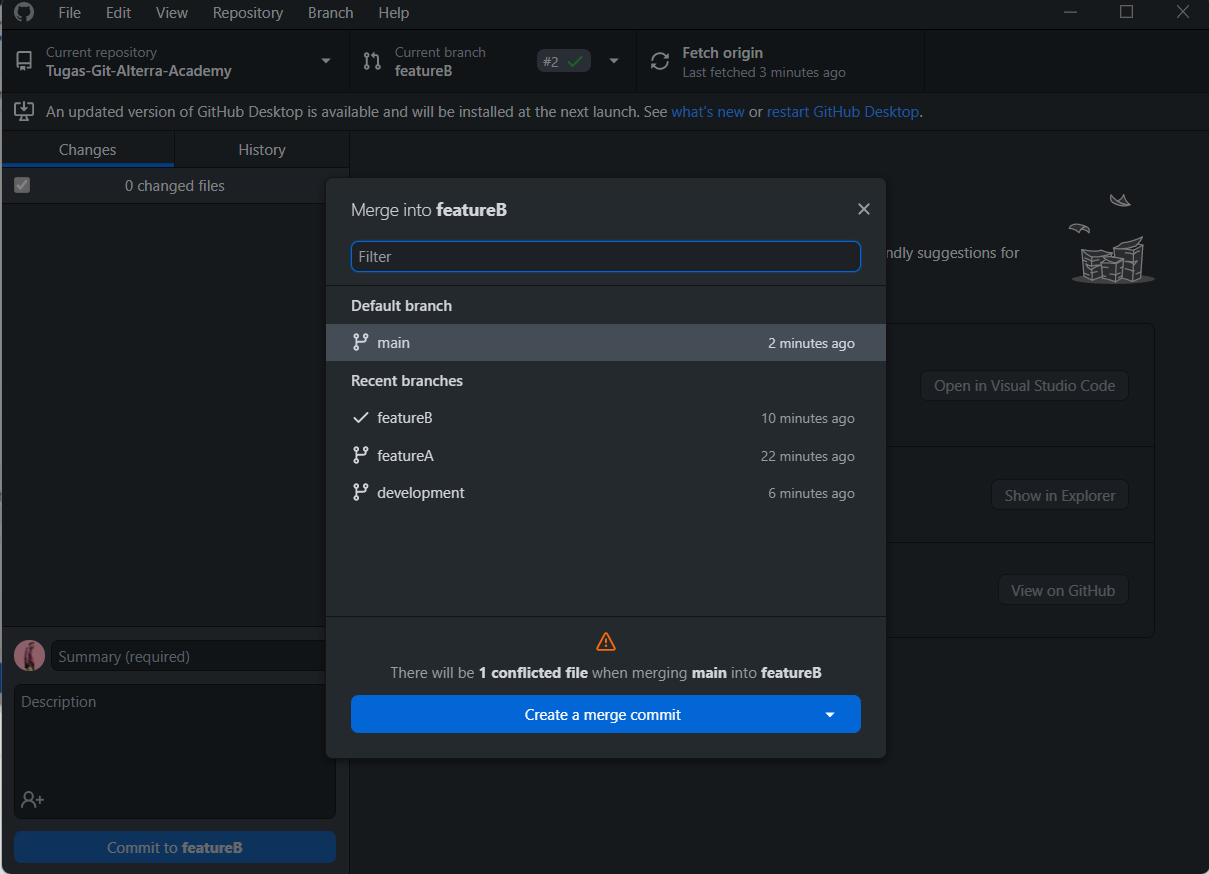 File Edit View Repository Branch Help
Current repository
Tugas-Git-Alterra-Academy
Current branch
featureB
#2
Fetch origin
Last fetched 3 minutes ago
An updated version of GitHub Desktop is available and will be installed at the next launch. See what's new or restart GitHub Desktop.
Changes History
0 changed files
Merge into featureB
Filter
ndly suggestions for
Default branch
main 2 minutes ago
Recent branches
featureB 10 minutes ago
featureA 22 minutes ago
development 6 minutes ago
Open in Visual Studio Code
Show in Explorer
View on GitHub
There will be 1 conflicted file when merging main into featureB
Create a merge commit
Summary (required)
Description
Commit to featureB